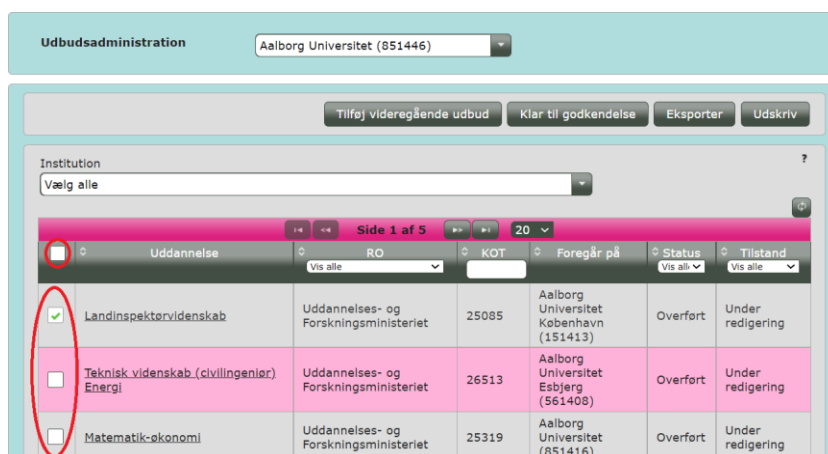 Udbudsadministration
Aalborg Universitet (851446)
Tilføj videregående udbud
Klar til godkendelse
Eksporter
Udskriv
Institution
?
Vælg alle
Side 1 af 5
20
Uddannelse
RO
KOT
Foregår på
Status
Tilstand
Vis alle
Vis all
Vis alle
Landinspektørvidenskab
Uddannelses- og
Forskningsministeriet
25085
Aalborg
Universitet
København
(151413)
Overført
Under
redigering
Teknisk videnskab (civilingeniør)
Energi
Uddannelses- og
Forskningsministeriet
26513
Aalborg
Universitet
Esbjerg
(561408)
Overført
Under
redigering
Matematik-økonomi
Uddannelses- og
Forskningsministeriet
25319
Aalborg
Universitet
(851416)
Overført
Under
redigering